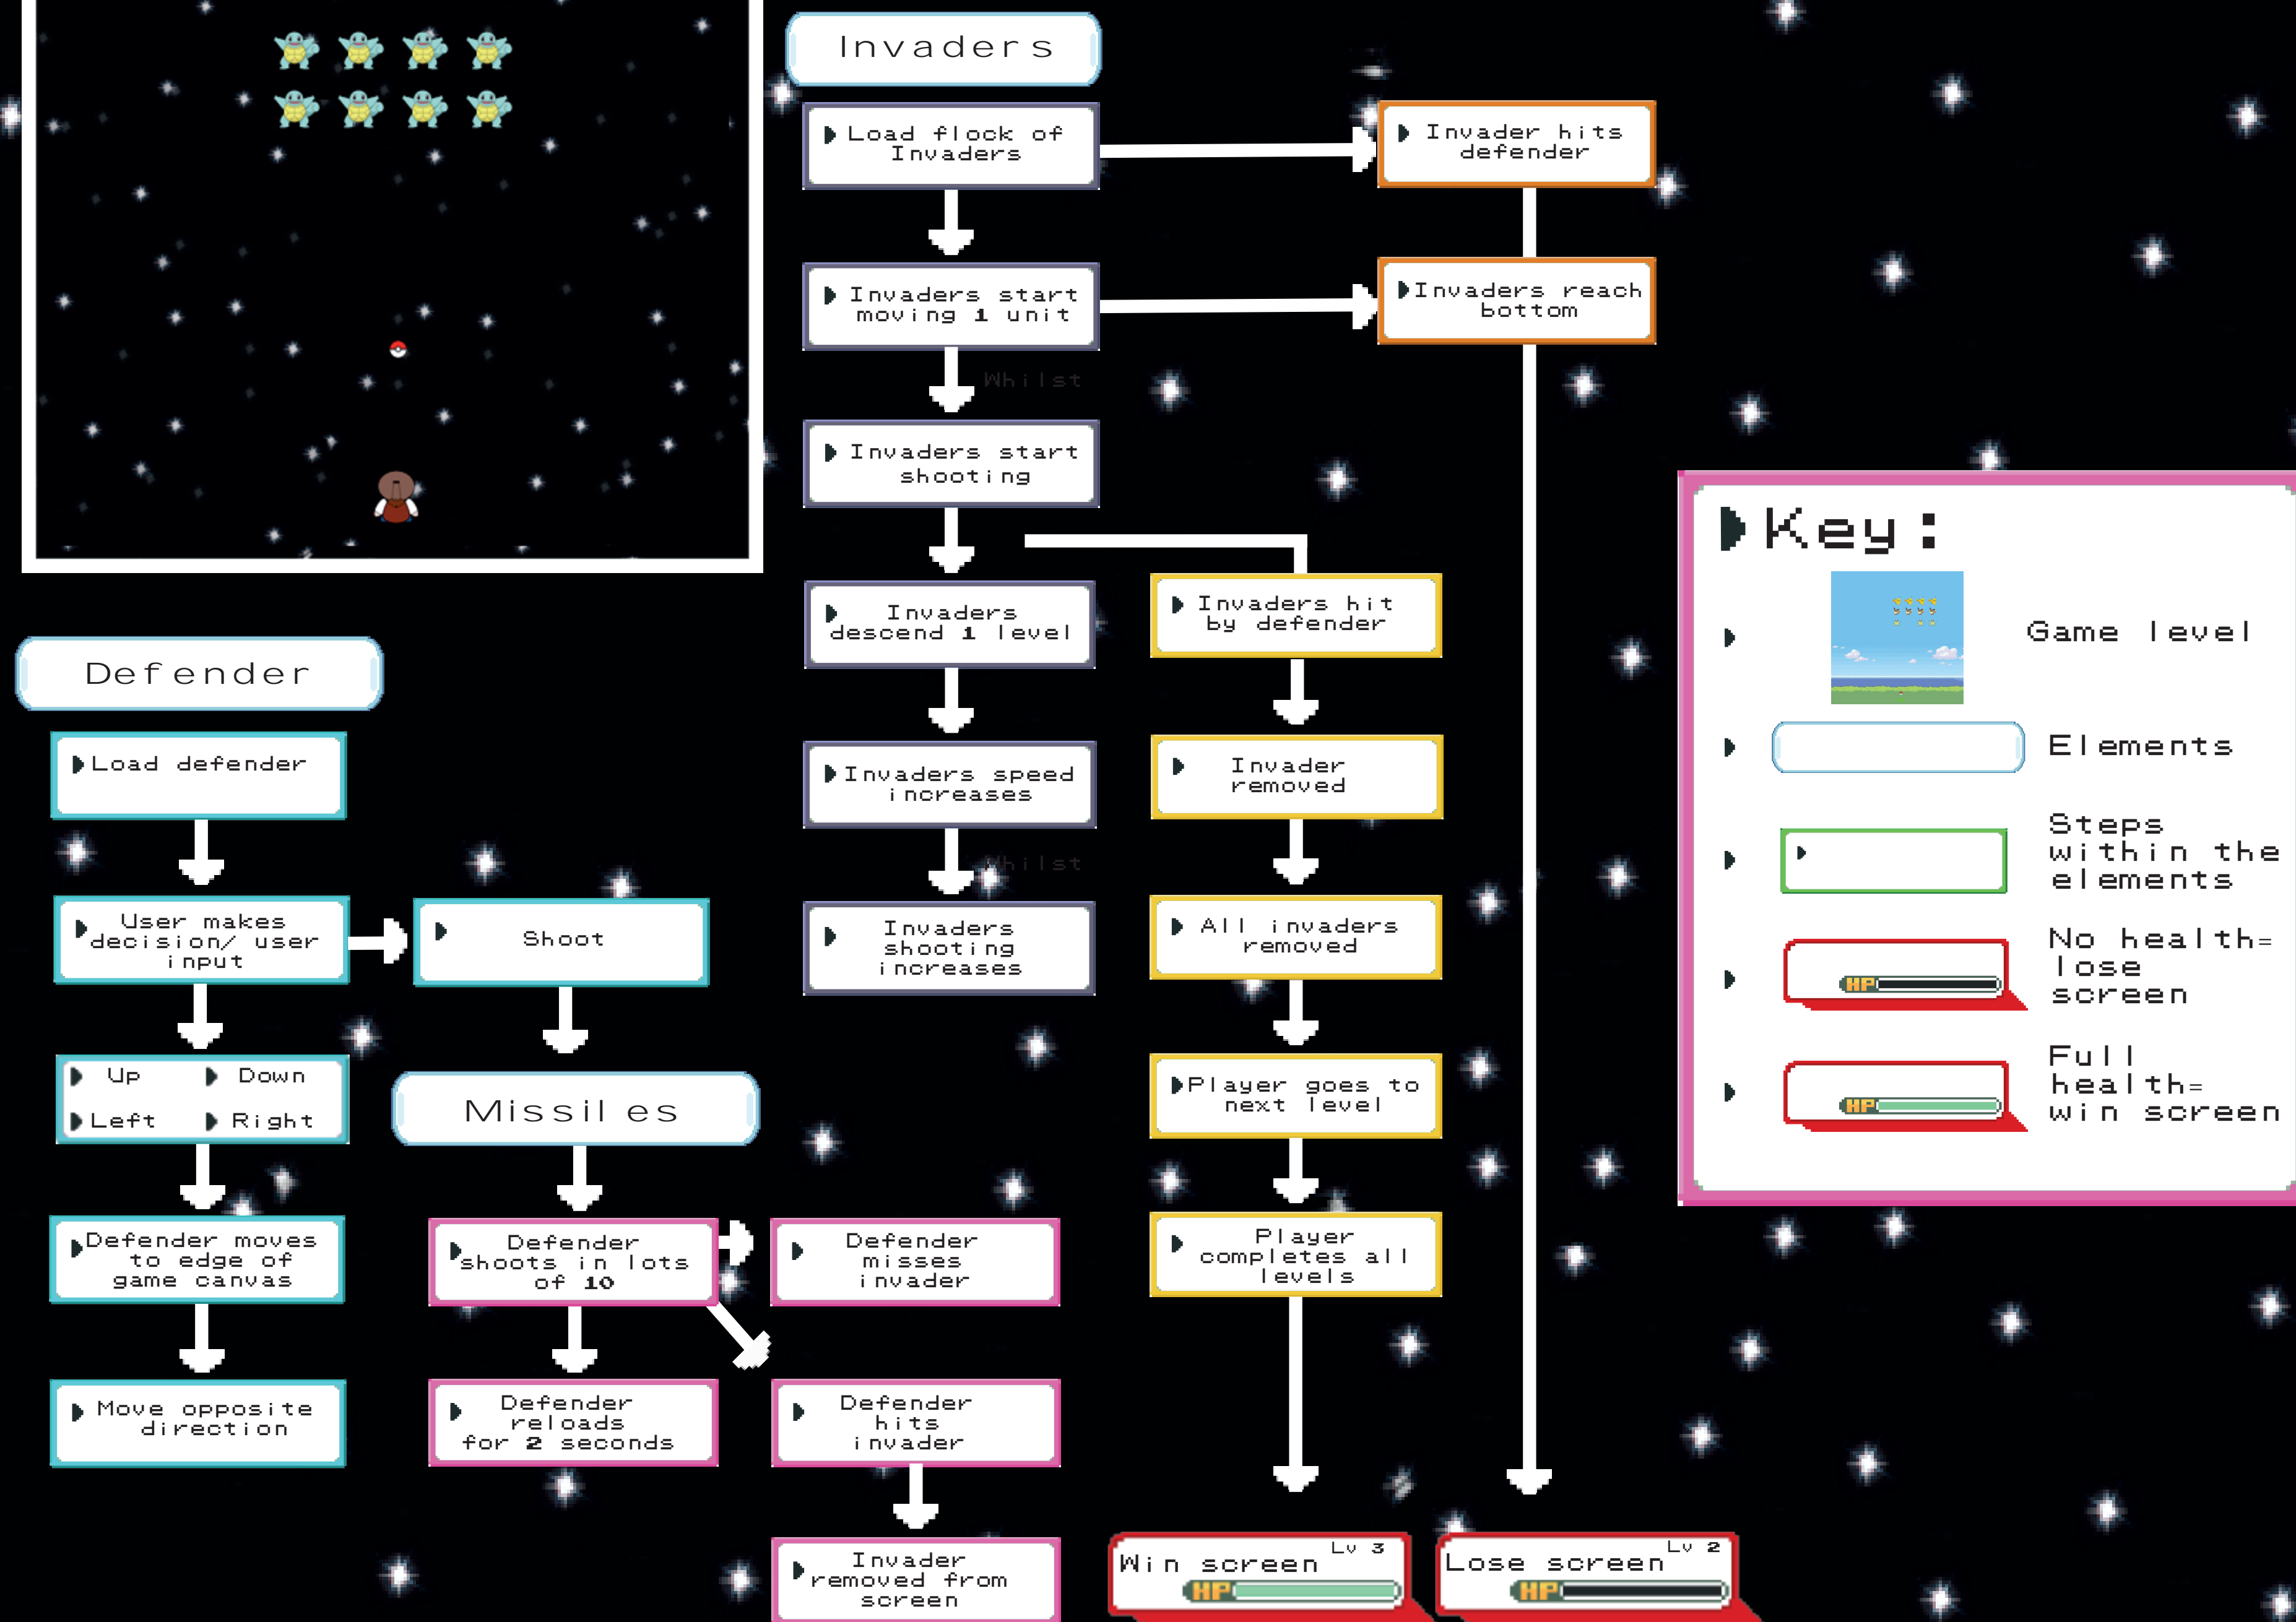 Invaders
Load flock of
Invaders
Invader hits
defender
Invaders start
moving 1 unit
Invaders reach
bottom
Whilst
Invaders start
shooting
Invaders
descend 1 level
Invaders hit
by defender
Invaders speed
increases
Invader
removed
Whilst
Invaders
shooting
increases
All invaders
removed
Player goes to
next level
Player
completes all
levels
Defender
Load defender
User makes
decision/ user
input
Shoot
Up Down
Left Right
Defender moves
to edge of
game canvas
Move opposite
direction
Missiles
Defender
shoots in lots
of 10
Defender
misses
invader
Defender
reloads
for 2 seconds
Defender
hits
invader
Invader
removed from
screen
Win screen Lv 3
HP
Lose screen Lv 2
HP
Key:
Game level
Elements
Steps
within the
elements
No health=
lose
screen
HP
Full
health=
win screen
HP